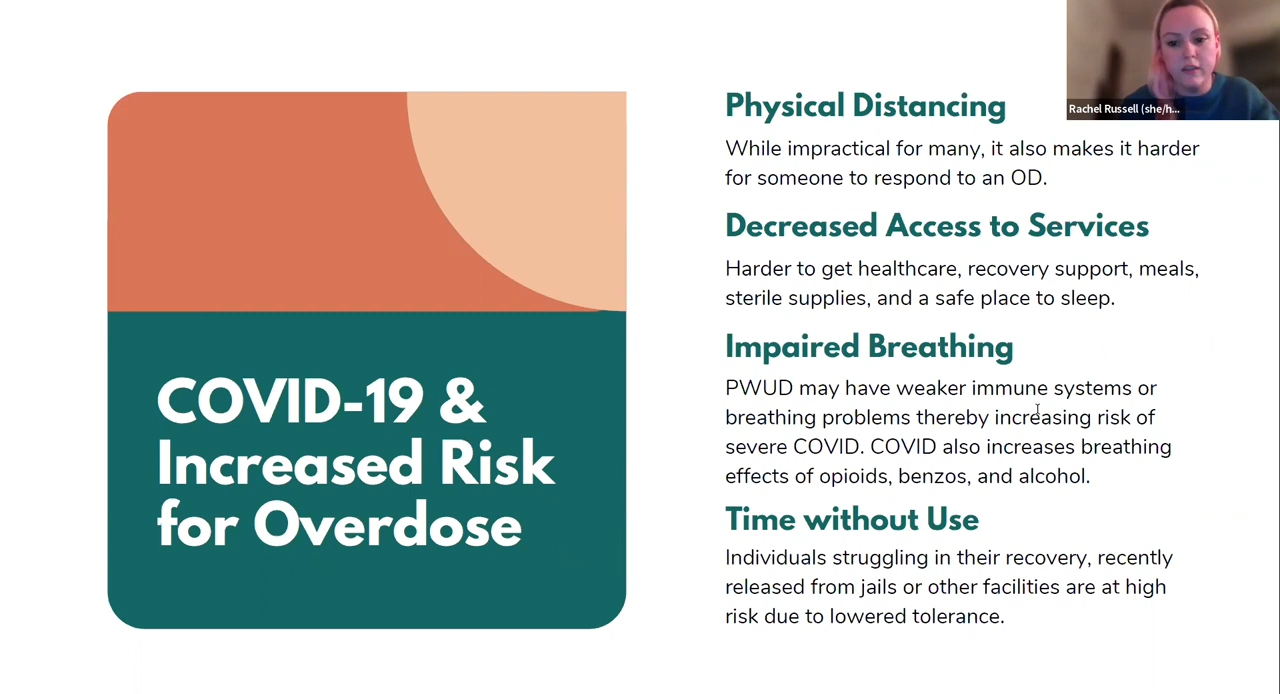 COVID-19 &
Increased Risk
for Overdose
Physical Distancing
While impractical for many, it also makes it harder
for someone to respond to an OD.
Decreased Access to Services
Harder to get healthcare, recovery support, meals,
sterile supplies, and a safe place to sleep.
Impaired Breathing
PWUD may have weaker immune systems or
breathing problems thereby increasing risk of
severe COVID. COVID also increases breathing
effects of opioids, benzos, and alcohol.
Time without Use
Individuals struggling in their recovery, recently
released from jails or other facilities are at high
risk due to lowered tolerance.
Rachel Russell (she/h...